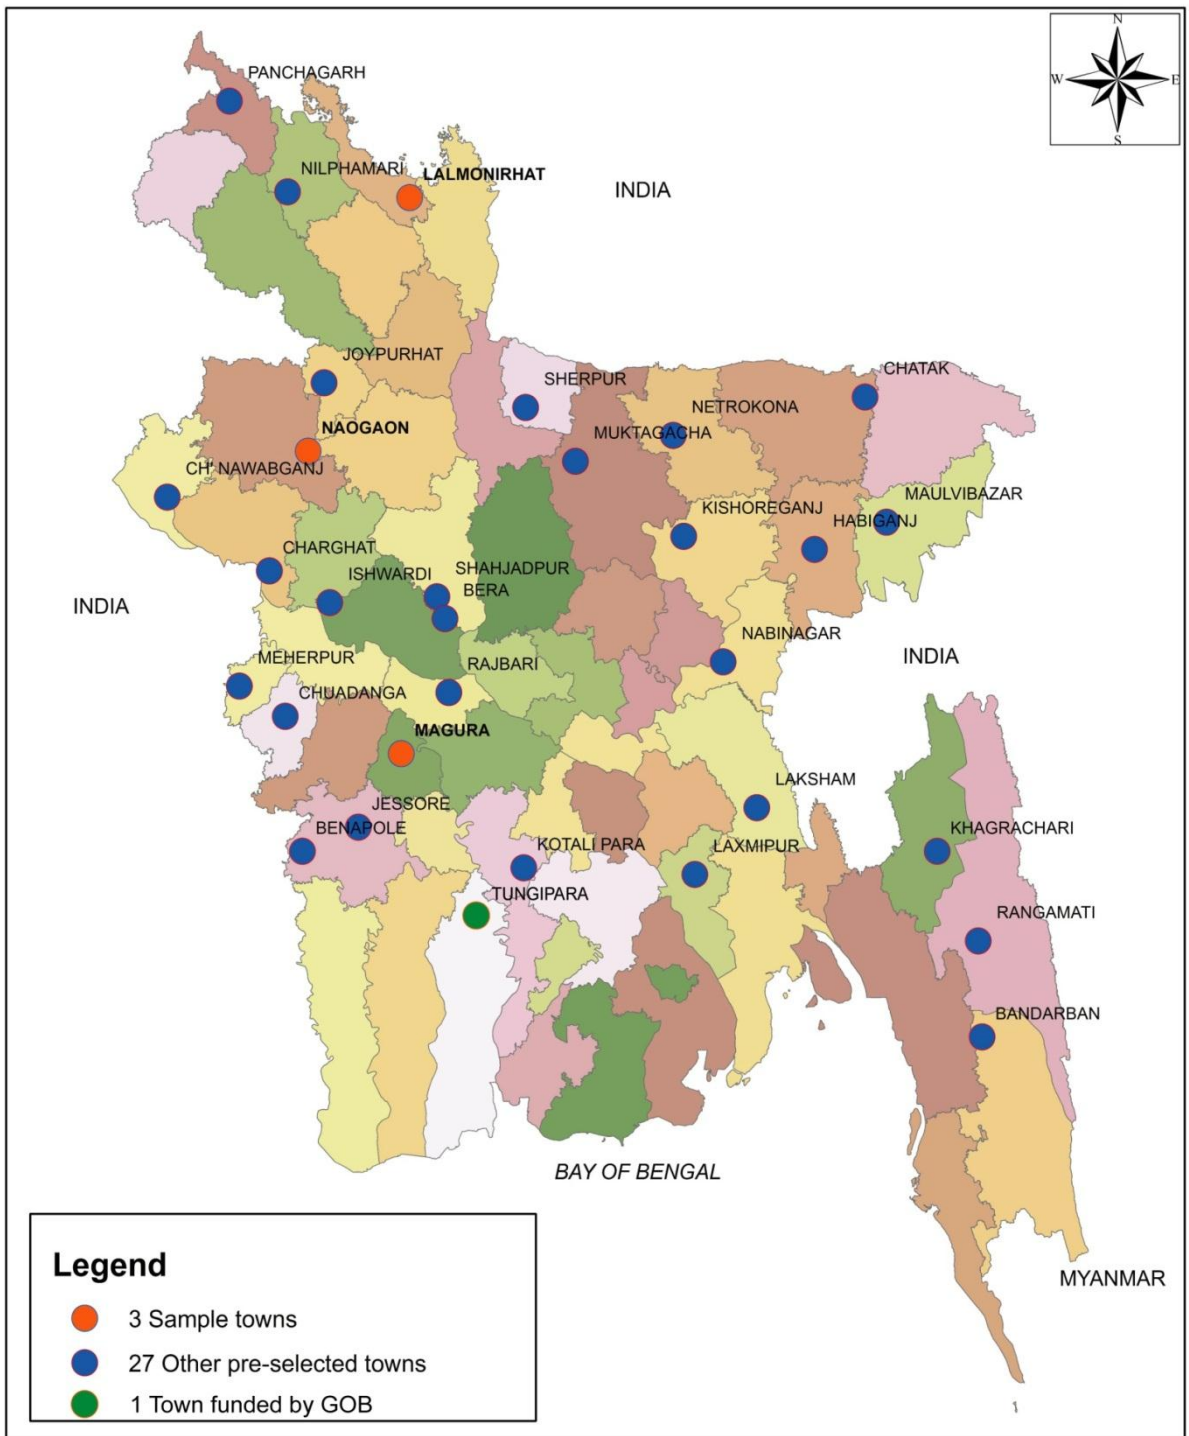 N
W
E
S
PANCHAGARH
NILPHAMARI
LALMONIRHAT
INDIA
JOYPURHAT
SHERPUR
CHATAK
NETROKONA
NAOGAON
MUKTAGACHA
CH' NAWABGANJ
MAULVIBAZAR
KISHOREGANJ
HABIGANJ
CHARGHAT
ISHWARDI
SHAHJADPUR
BERA
INDIA
NABINAGAR
MEHERPUR
RAJBARI
INDIA
CHUADANGA
MAGURA
LAKSHAM
JESSORE
BENAPOLE
KHAGRACHARI
KOTALI PARA
LAXMIPUR
TUNGIPARA
RANGAMATI
BANDARBAN
BAY OF BENGAL
MYANMAR
Legend
3 Sample towns
27 Other pre-selected towns
1 Town funded by GOB